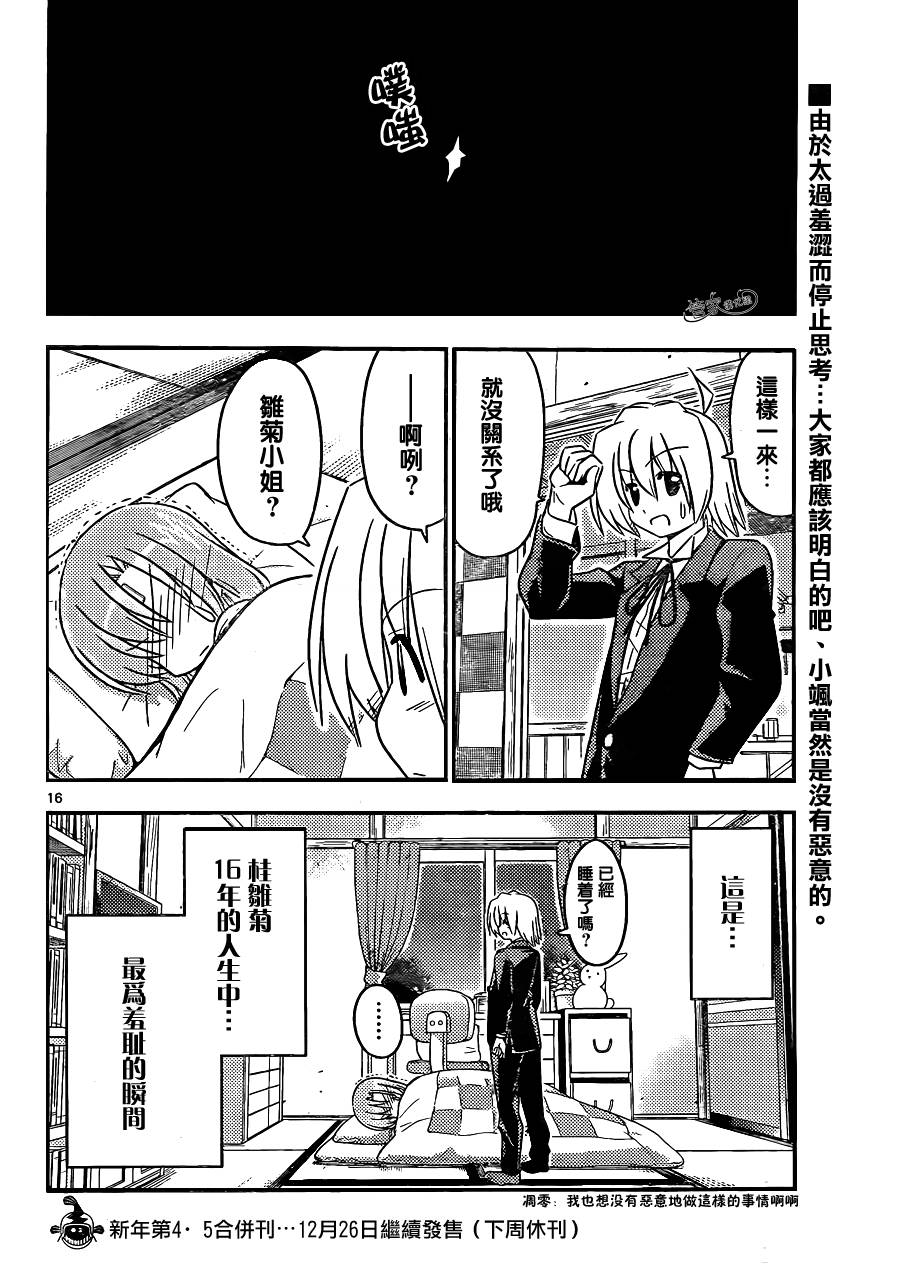 ■由於太過羞澀而停止思考…大家都應該明白的吧、小颯當然是沒有惡意的。
噗
嗤
這樣一來…
就沒關系了哦
——啊咧？
雛菊小姐？
16
這是…
已經
睡着了嗎？
……
桂雛菊
16年的人生中…
最爲羞耻的瞬間
凋零：我也想没有惡意地做這樣的事情啊啊
新年第4・5合併刊…12月26日繼續發售（下周休刊）